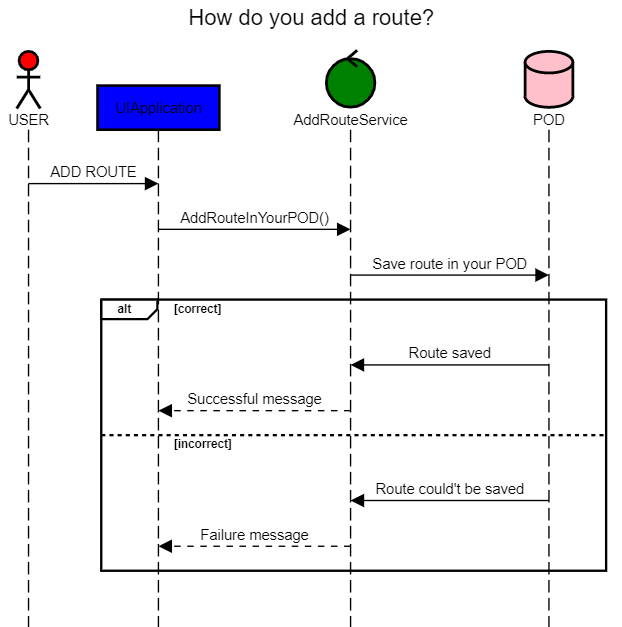 How do you add a route?
USER
UIApplication
AddRouteService
POD
ADD ROUTE
AddRouteInYourPOD()
Save route in your POD
alt
[correct]
Route saved
Successful message
[incorrect]
Route could't be saved
Failure message